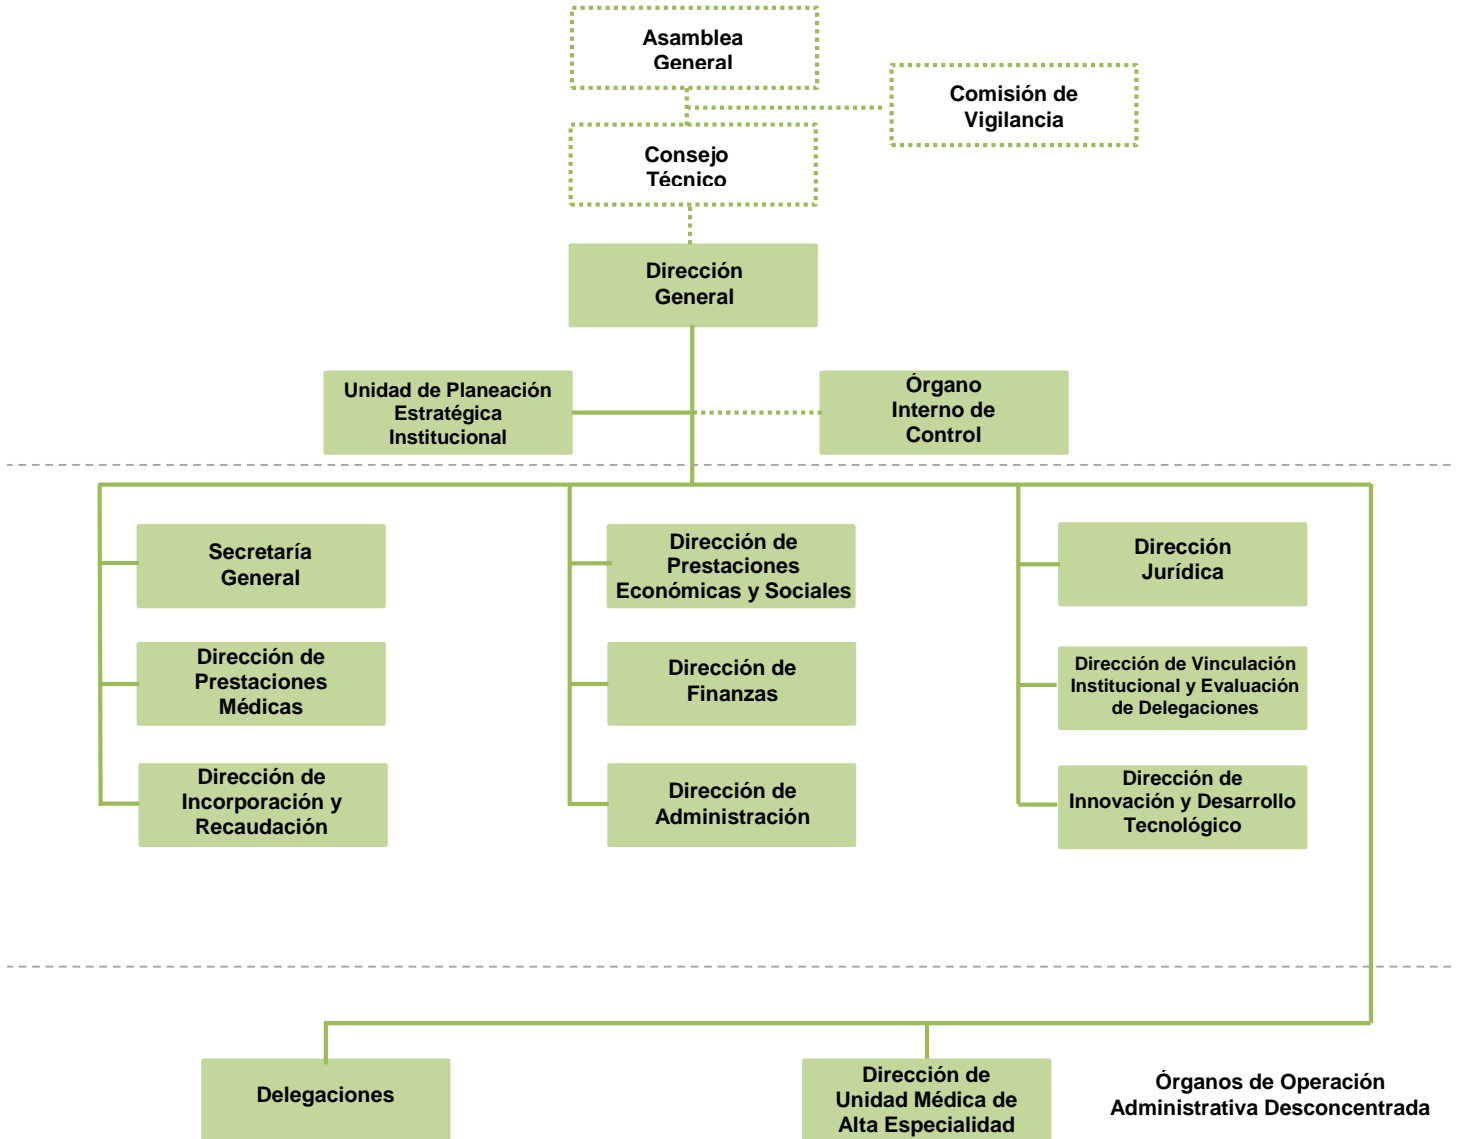 Asamblea
General
Comisión de
Vigilancia
Consejo
Técnico
Dirección
General
Unidad de Planeación
Estratégica
Institucional
Órgano
Interno de
Control
Secretaría
General
Dirección de
Prestaciones
Económicas y Sociales
Dirección
Jurídica
Dirección de
Prestaciones
Médicas
Dirección de
Finanzas
Dirección de Vinculación
Institucional y Evaluación
de Delegaciones
Dirección de
Incorporación y
Recaudación
Dirección de
Administración
Dirección de
Innovación y Desarrollo
Tecnológico
Delegaciones
Dirección de
Unidad Médica de
Alta Especialidad
Órganos de Operación
Administrativa Desconcentrada